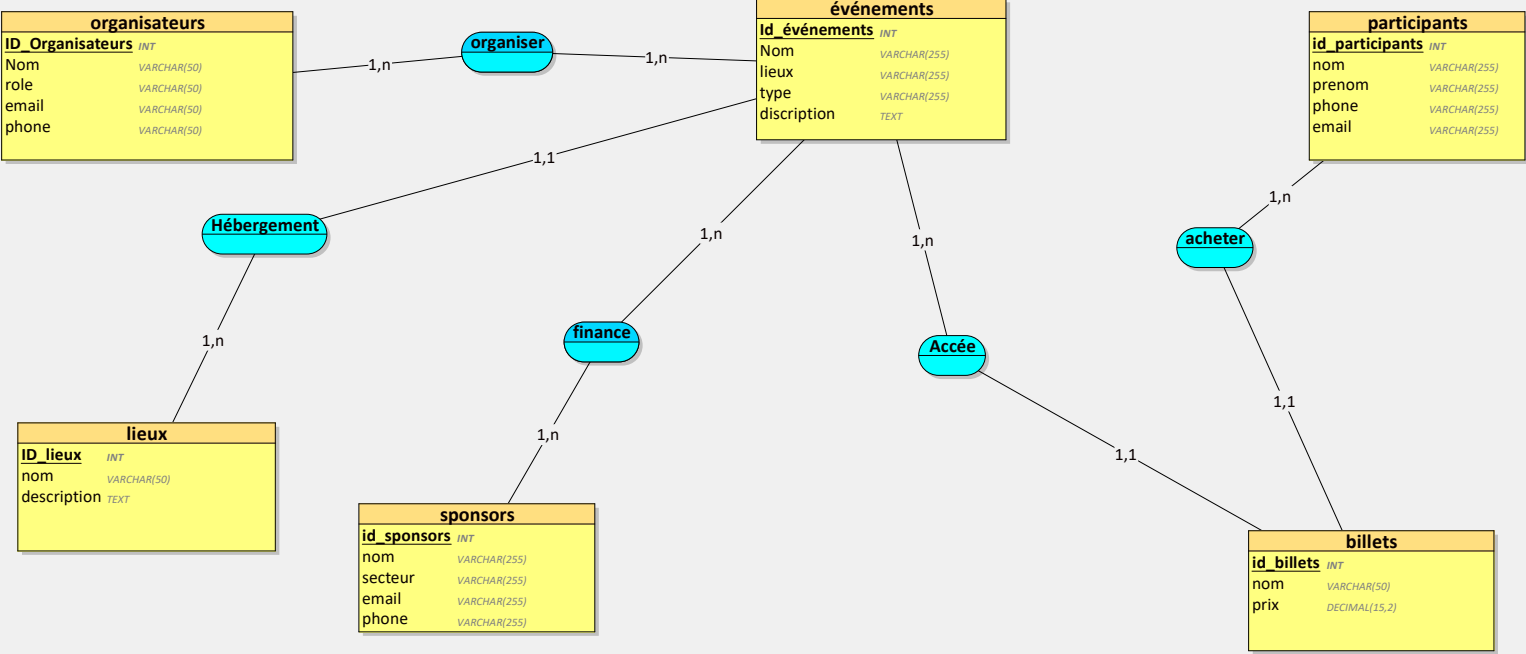 organisateurs
ID_Organisateurs INT
Nom VARCHAR(50)
role VARCHAR(50)
email VARCHAR(50)
phone VARCHAR(50)
1,n
organiser
1,n
événements
Id_événements INT
Nom VARCHAR(255)
lieux VARCHAR(255)
type VARCHAR(255)
discription TEXT
participants
id_participants INT
nom VARCHAR(255)
prenom VARCHAR(255)
phone VARCHAR(255)
email VARCHAR(255)
1,1
Hébergement
1,n
lieux
ID_lieux INT
nom VARCHAR(50)
description TEXT
1,n
finance
1,n
sponsors
id_sponsors INT
nom VARCHAR(255)
secteur VARCHAR(255)
email VARCHAR(255)
phone VARCHAR(255)
1,n
Accée
1,1
1,n
acheter
1,1
billets
id_billets INT
nom VARCHAR(50)
prix DECIMAL(15,2)